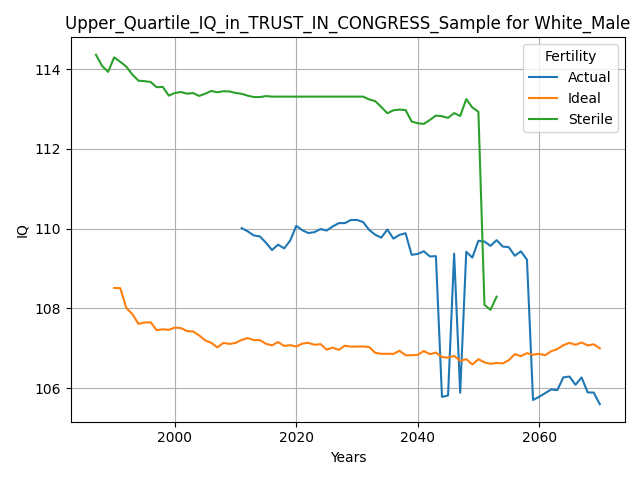 Upper_Quartile_IQ_in_TRUST_IN_CONGRESS_Sample for White_Male
Fertility
Actual
Ideal
Sterile
114
112
110
108
106
IQ
2000
2020
2040
2060
Years